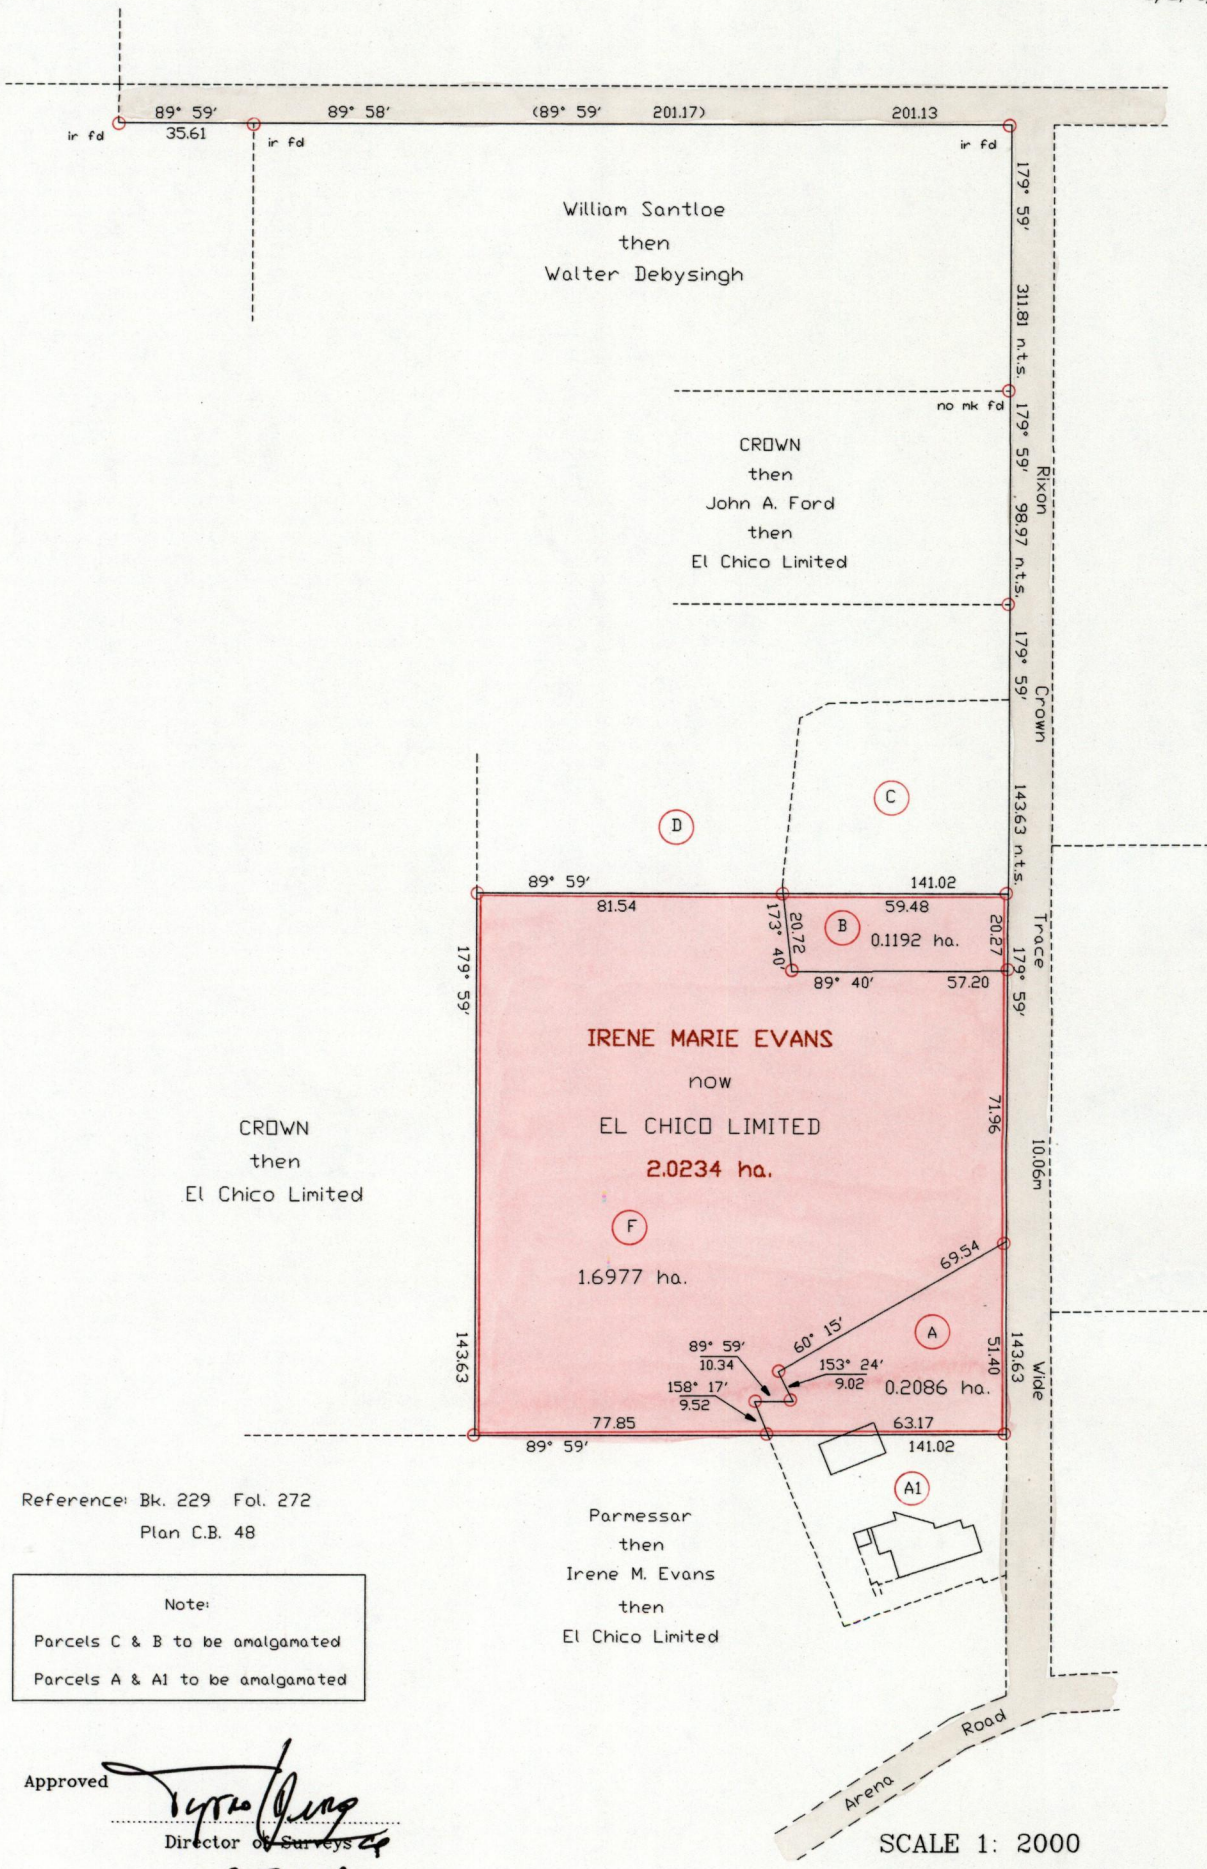 89° 59′ 89° 58′ (89° 59′ 201.17) 201.13
ir fd 35.61 ir fd ir fd
179° 59′
William Santloe
then
Walter Debysingh
311.81 n.t.s.
no mk fd
179° 59′
CROWN
then
John A. Ford
then
El Chico Limited
98.97 n.t.s.
Rixon
Crown
Trace
10.06m
Wide
179° 59′
143.63 n.t.s.
C
D
89° 59′ 141.02
81.54 59.48
173° 40′
20.72
B
0.1192 ha.
20.27
179° 59′
179° 59′
89° 40′ 57.20
IRENE MARIE EVANS
now
EL CHICO LIMITED
2.0234 ha.
71.96
CROWN
then
El Chico Limited
F
1.6977 ha.
69.54
60° 15′
A
0.2086 ha.
51.40
143.63
143.63
89° 59′
10.34
153° 24′
9.02
158° 17′
9.52
77.85 63.17
89° 59′ 141.02
A1
Reference: Bk. 229 Fol. 272
Plan C.B. 48
Parmessar
then
Irene M. Evans
then
El Chico Limited
Note:
Parcels C & B to be amalgamated
Parcels A & A1 to be amalgamated
Arena Road
Approved
Director of Surveys
SCALE 1: 2000